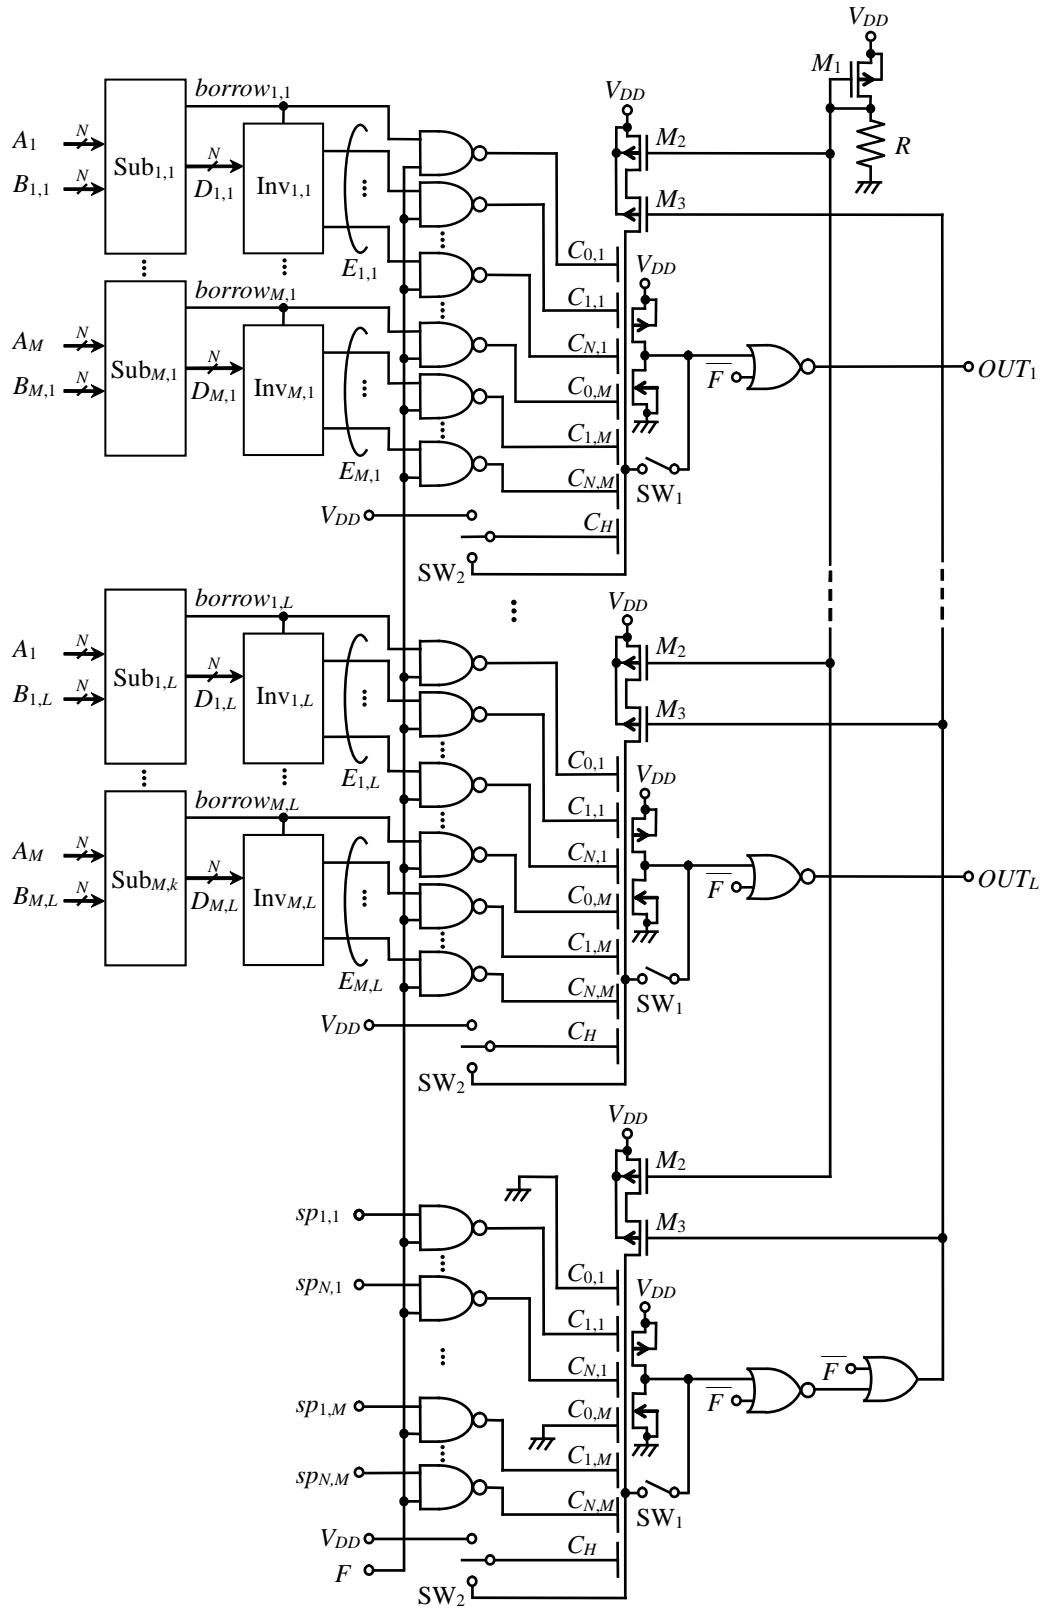 V_DD
M_1
R
borrow_1,1
V_DD
M_2
A_1 N
Sub_1,1
N
D_1,1
Inv_1,1
B_1,1 N
M_3
E_1,1
C_0,1
V_DD
borrow_M,1
C_1,1
A_M N
Sub_M,1
N
D_M,1
Inv_M,1
C_N,1
F
OUT_1
B_M,1 N
C_0,M
C_1,M
E_M,1
C_N,M
SW_1
V_DD
C_H
SW_2
borrow_1,L
V_DD
M_2
A_1 N
Sub_1,L
N
D_1,L
Inv_1,L
B_1,L N
M_3
E_1,L
C_0,1
V_DD
borrow_M,L
C_1,1
A_M N
Sub_M,k
N
D_M,L
Inv_M,L
C_N,1
F
OUT_L
B_M,L N
C_0,M
C_1,M
E_M,L
C_N,M
SW_1
V_DD
C_H
SW_2
V_DD
M_2
sp_1,1
M_3
sp_N,1
C_0,1
V_DD
C_1,1
C_N,1
F
F
sp_1,M
C_0,M
C_1,M
sp_N,M
C_N,M
SW_1
V_DD
C_H
F
SW_2